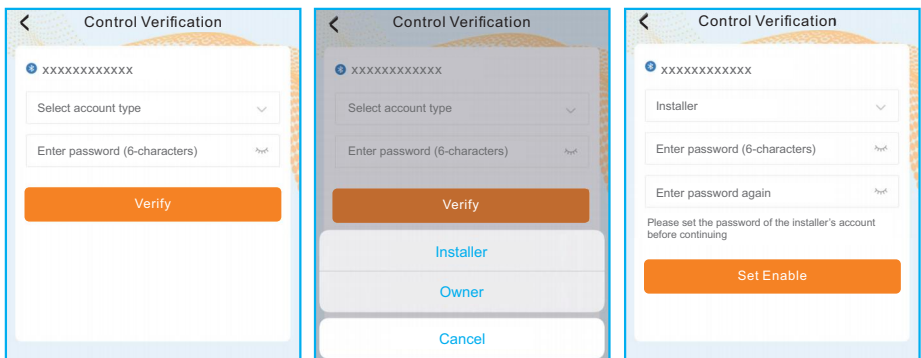 Control Verification
xxxxxxxxxxxx
Select account type
Enter password (6-characters)
Verify
Control Verification
xxxxxxxxxxxx
Select account type
Enter password (6-characters)
Verify
Installer
Owner
Cancel
Control Verification
xxxxxxxxxxxx
Installer
Enter password (6-characters)
Enter password again
Please set the password of the installer's account
before continuing
Set Enable